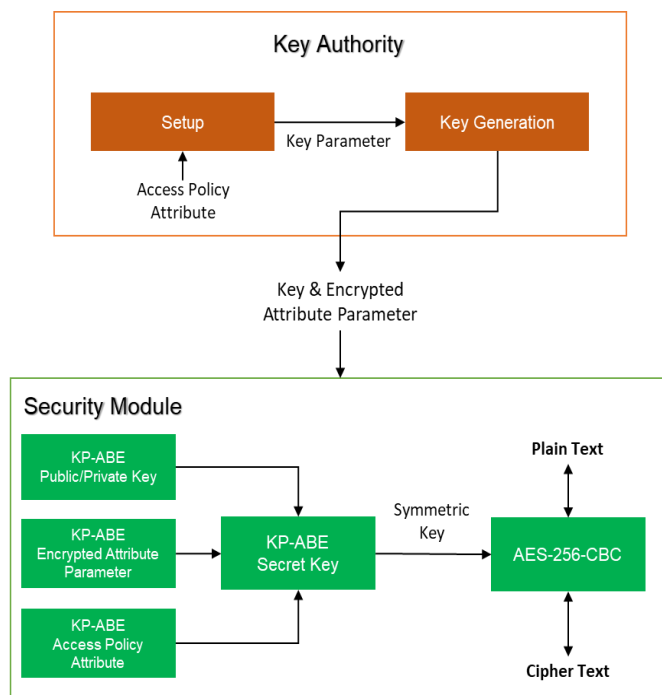 Key Authority
Setup
Key Parameter
Key Generation
Access Policy
Attribute
Key & Encrypted
Attribute Parameter
Security Module
KP-ABE
Public/Private Key
KP-ABE
Encrypted Attribute
Parameter
KP-ABE
Access Policy
Attribute
KP-ABE
Secret Key
Symmetric
Key
Plain Text
AES-256-CBC
Cipher Text